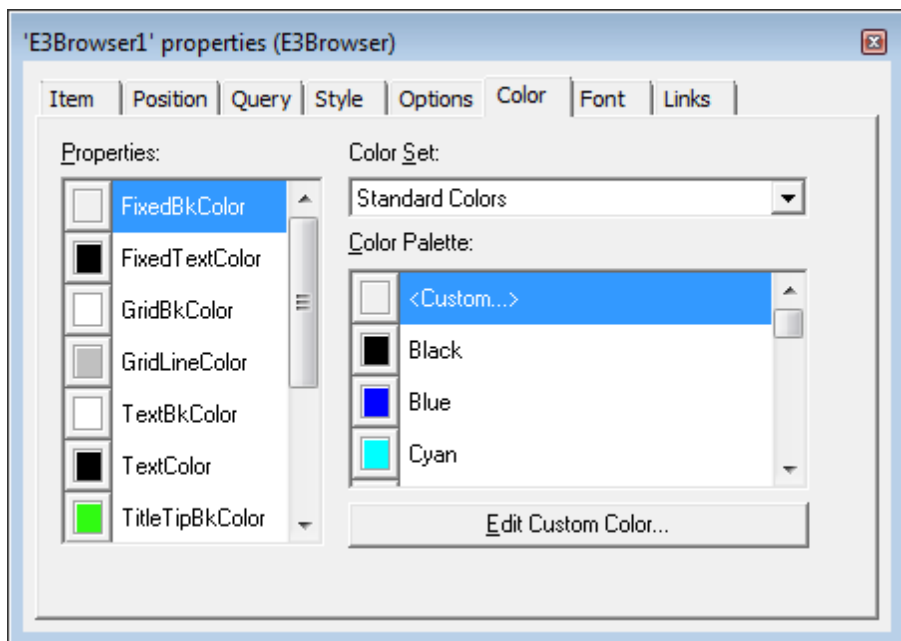 'E3Browser1' properties (E3Browser)
Item Position Query Style Options Color Font Links
Properties:
FixedBkColor
FixedTextColor
GridBkColor
GridLineColor
TextBkColor
TextColor
TitleTipBkColor
Color Set:
Standard Colors
Color Palette:
<Custom...>
Black
Blue
Cyan
Edit Custom Color...